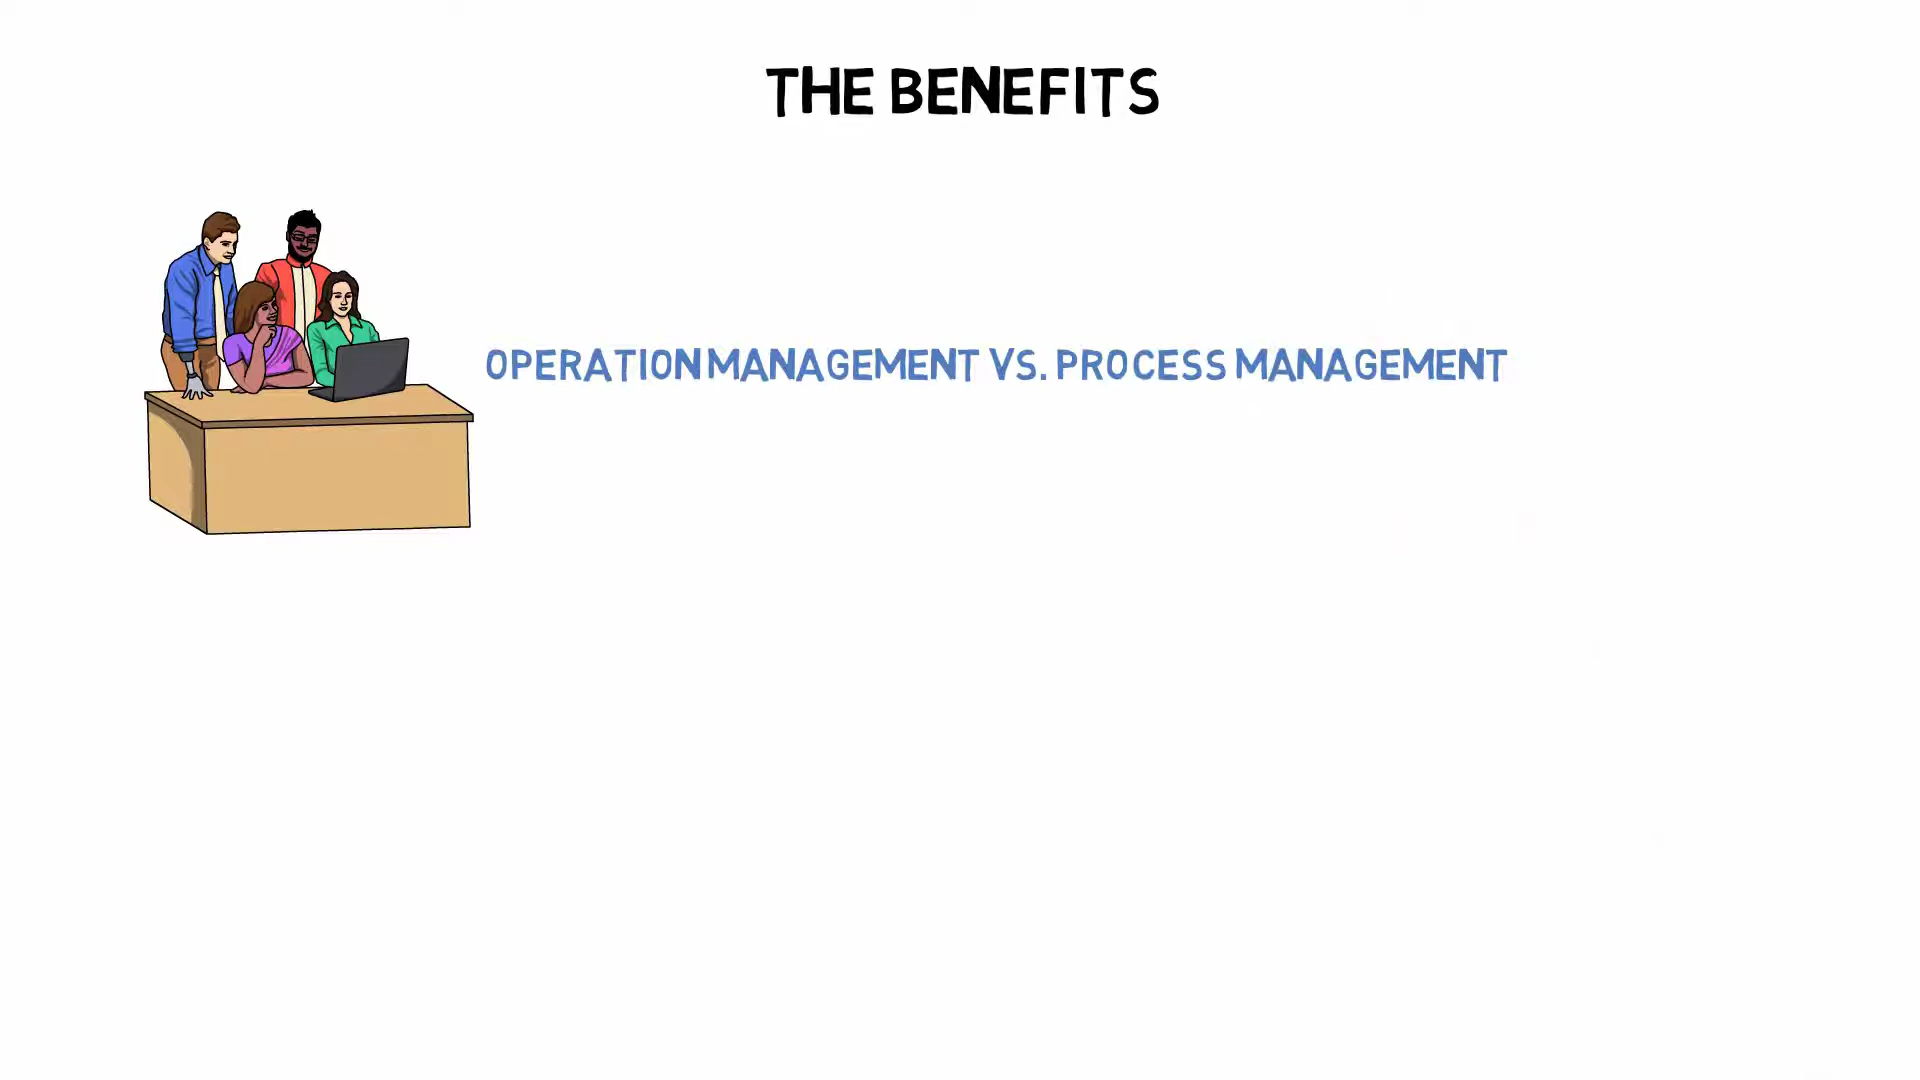 THE BENEFITS
OPERATION MANAGEMENT VS. PROCESS MANAGEMENT